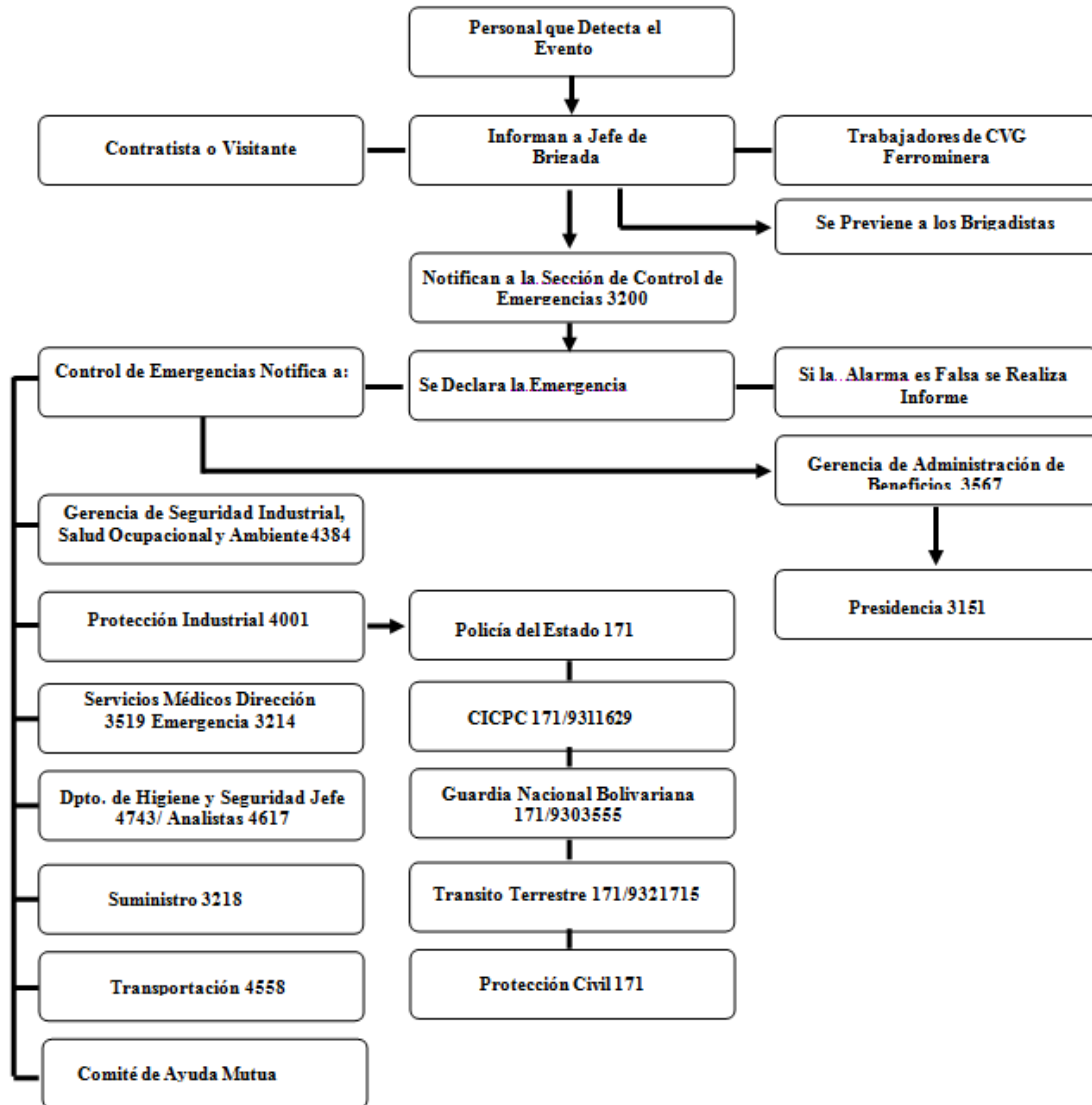 Personal que Detecta el
Evento
Contratista o Visitante
Informan a Jefe de
Brigada
Trabajadores de CVG
Ferrominera
Se Previene a los Brigadistas
Notifican a la Sección de Control de
Emergencias 3200
Control de Emergencias Notifica a:
Se Declara la Emergencia
Si la Alarma es Falsa se Realiza
Informe
Gerencia de Administración de
Beneficios 3567
Gerencia de Seguridad Industrial,
Salud Ocupacional y Ambiente 4384
Presidencia 3151
Protección Industrial 4001
Policía del Estado 171
Servicios Médicos Dirección
3519 Emergencia 3214
CICPC 171/9311629
Dpto. de Higiene y Seguridad Jefe
4743/ Analistas 4617
Guardia Nacional Bolivariana
171/9303555
Suministro 3218
Transito Terrestre 171/9321715
Transportación 4558
Protección Civil 171
Comité de Ayuda Mutua